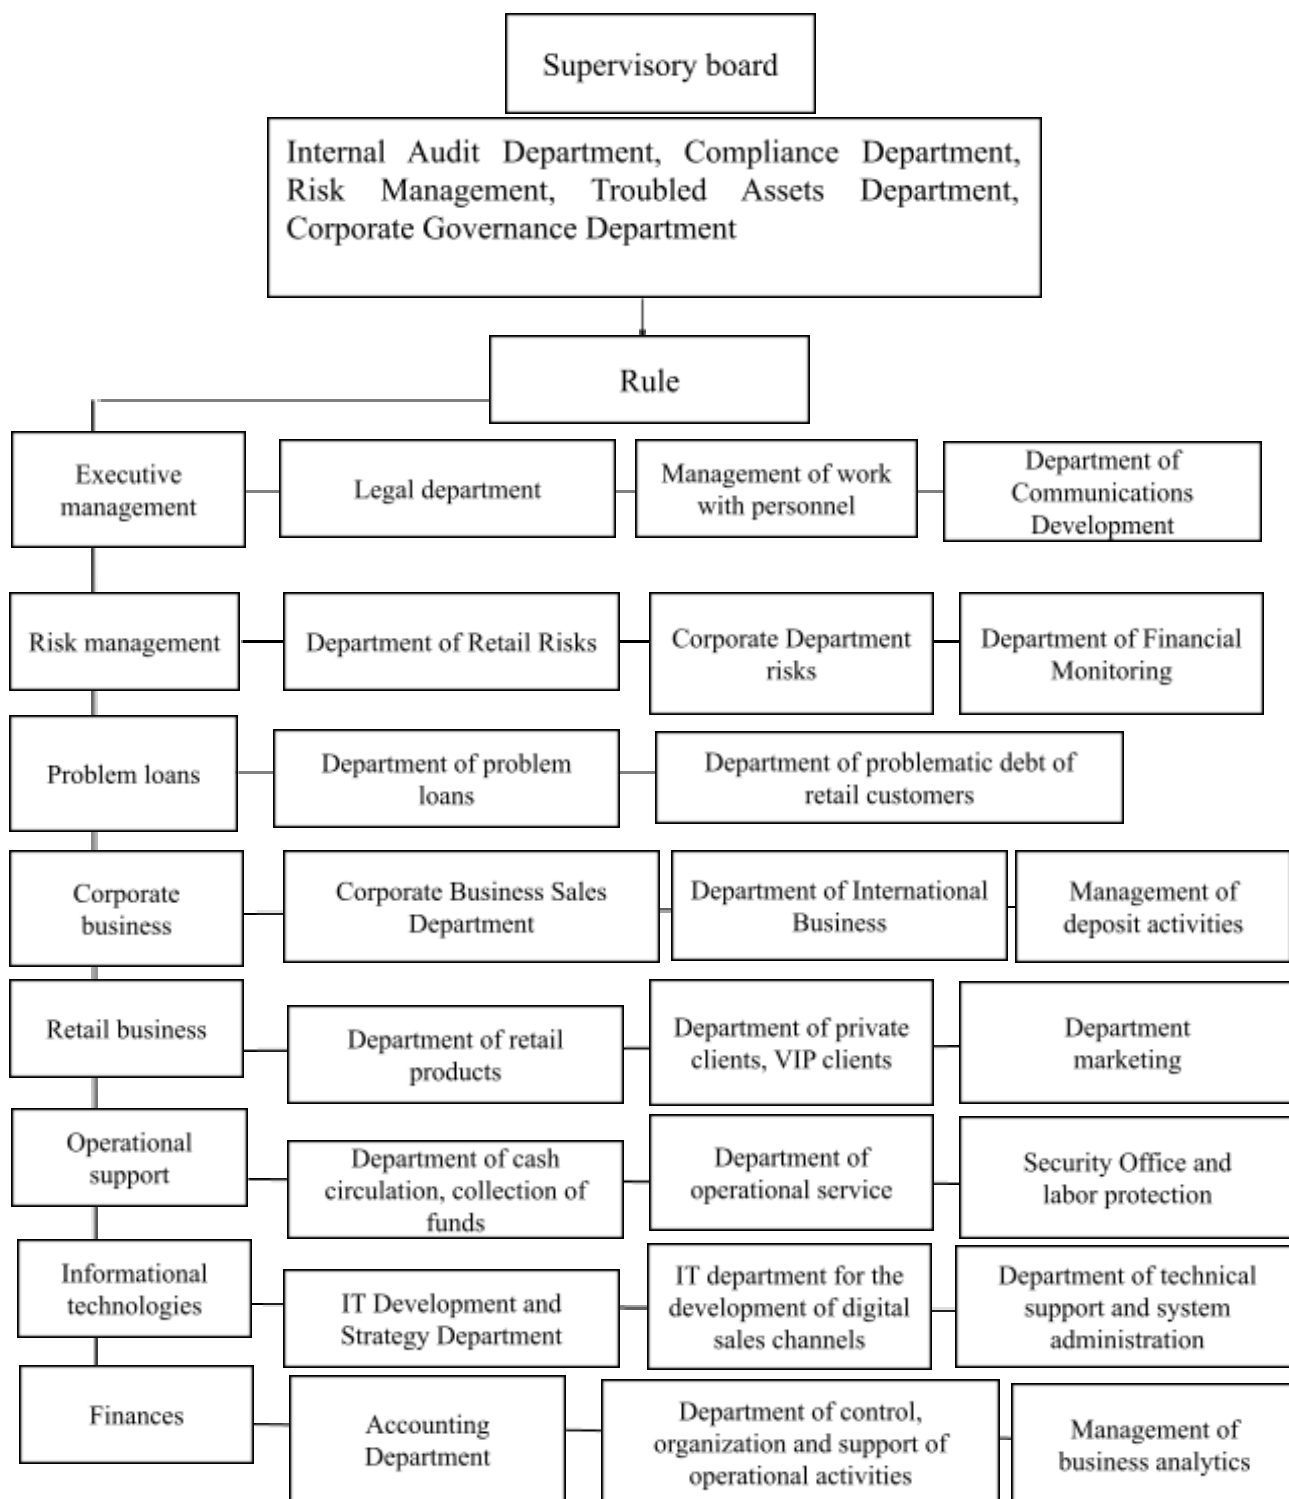 Supervisory board
Internal Audit Department, Compliance Department,
Risk Management, Troubled Assets Department,
Corporate Governance Department
Rule
Executive
management
Legal department
Management of work
with personnel
Department of
Communications
Development
Risk management
Department of Retail Risks
Corporate Department
risks
Department of Financial
Monitoring
Problem loans
Department of problem
loans
Department of problematic debt of
retail customers
Corporate
business
Corporate Business Sales
Department
Department of International
Business
Management of
deposit activities
Retail business
Department of retail
products
Department of private
clients, VIP clients
Department
marketing
Operational
support
Department of cash
circulation, collection of
funds
Department of
operational service
Security Office and
labor protection
Informational
technologies
IT Development and
Strategy Department
IT department for the
development of digital
sales channels
Department of technical
support and system
administration
Finances
Accounting
Department
Department of control,
organization and support of
operational activities
Management of
business analytics